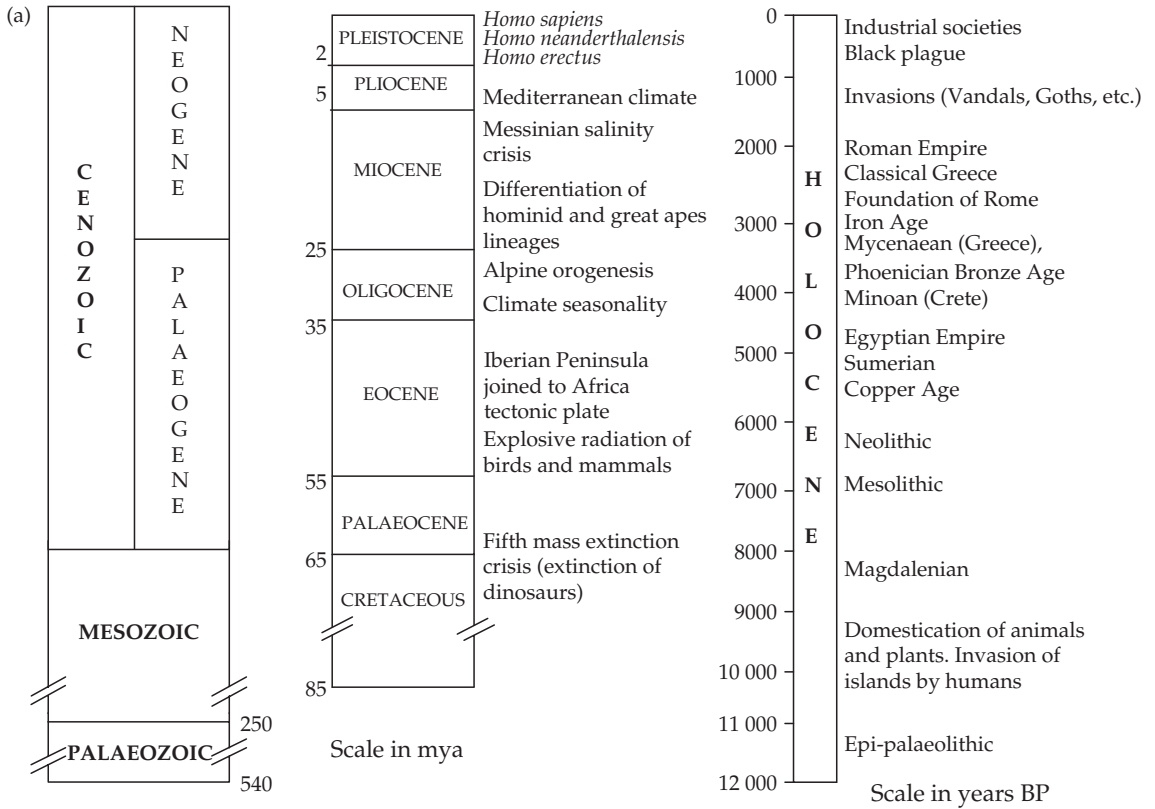 (a)
CENOZOIC
NEOGENE
PALAEOGENE
MESOZOIC
250
PALAEOZOIC
540
PLEISTOCENE
2
PLIOCENE
5
MIOCENE
25
OLIGOCENE
35
EOCENE
55
PALAEOCENE
65
CRETACEOUS
85
Homo sapiens
Homo neanderthalensis
Homo erectus
Mediterranean climate
Messinian salinity
crisis
Differentiation of
hominid and great apes
lineages
Alpine orogenesis
Climate seasonality
Iberian Peninsula
joined to Africa
tectonic plate
Explosive radiation of
birds and mammals
Fifth mass extinction
crisis (extinction of
dinosaurs)
Scale in mya
0
1000
2000
3000
4000
5000
6000
7000
8000
9000
10 000
11 000
12 000
HOLOCENE
Industrial societies
Black plague
Invasions (Vandals, Goths, etc.)
Roman Empire
Classical Greece
Foundation of Rome
Iron Age
Mycenaean (Greece),
Phoenician Bronze Age
Minoan (Crete)
Egyptian Empire
Sumerian
Copper Age
Neolithic
Mesolithic
Magdalenian
Domestication of animals
and plants. Invasion of
islands by humans
Epi-palaeolithic
Scale in years BP